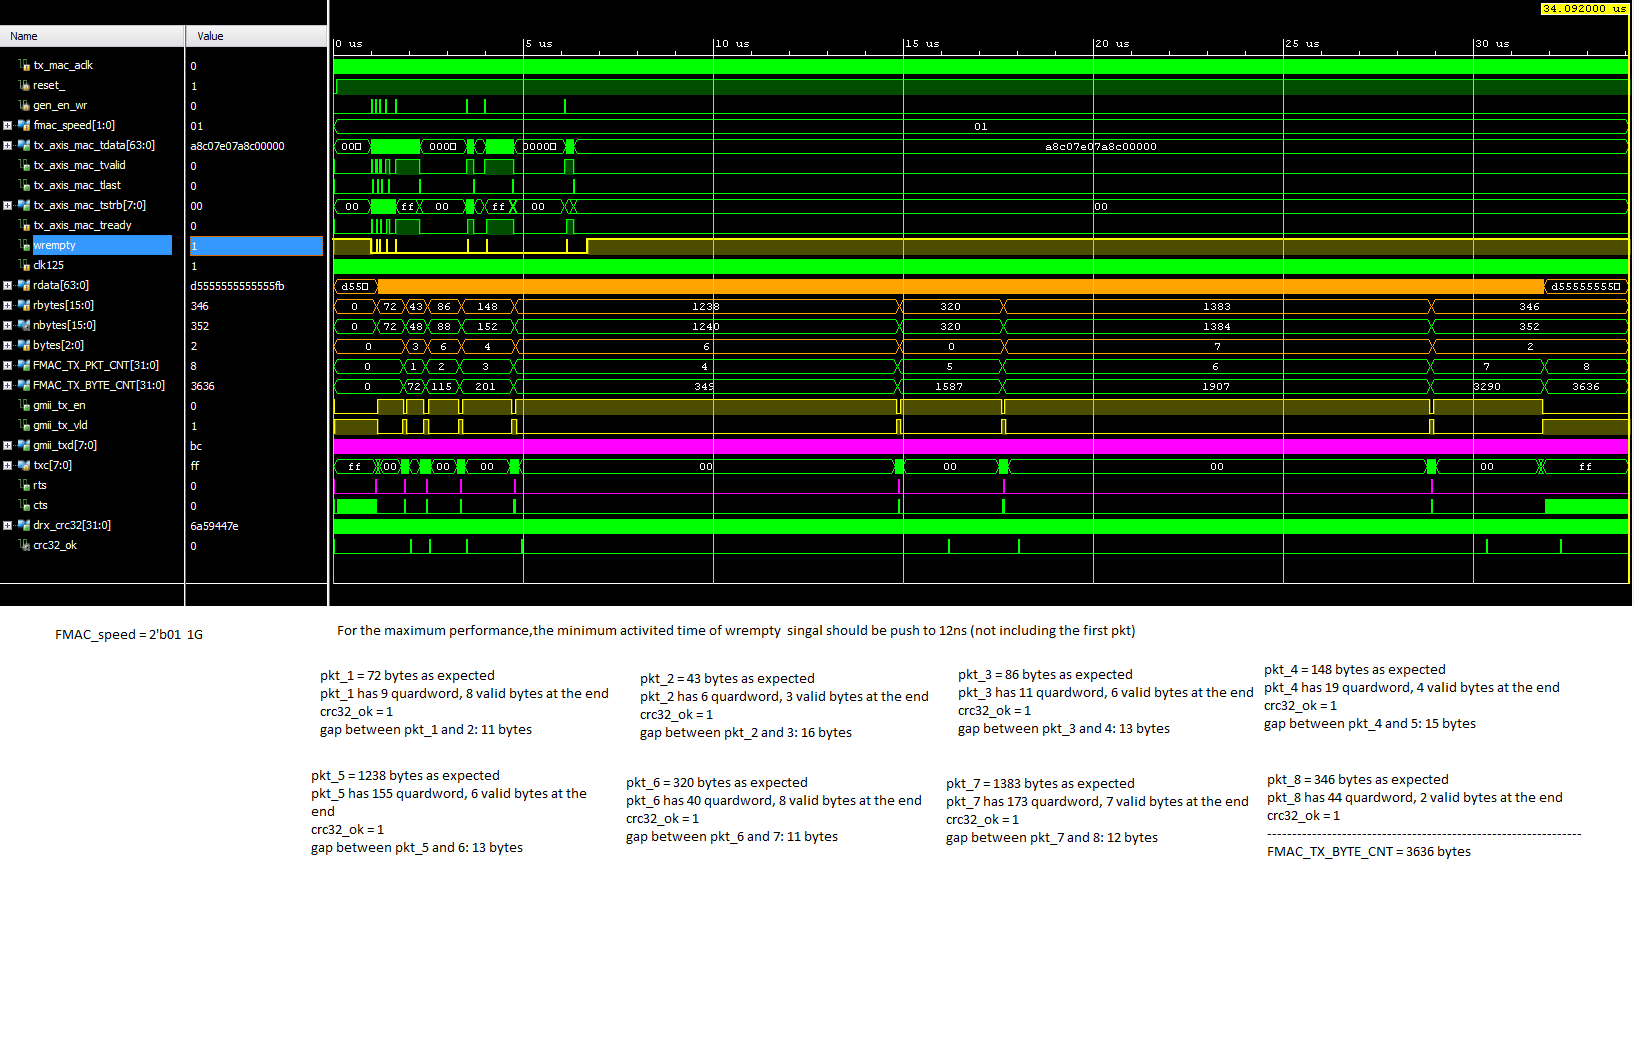 34.092000 us
Name Value
0 us 5 us 10 us 15 us 20 us 25 us 30 us
tx_mac_aclk 0
reset_ 1
gen_en_wr 0
fmac_speed[1:0] 01 01
tx_axis_mac_tdata[63:0] a8c07e07a8c00000 00 000 0000 a8c07e07a8c00000
tx_axis_mac_tvalid 0
tx_axis_mac_tlast 0
tx_axis_mac_tstrb[7:0] 00 00 ff 00 ff 00 00
tx_axis_mac_tready 0
wrempty 1
clk125 1
rdata[63:0] d5555555555555fb d55 d55555555
rbytes[15:0] 346 0 72 43 86 148 1238 320 1383 346
nbytes[15:0] 352 0 72 48 88 152 1240 320 1384 352
bytes[2:0] 2 0 3 6 4 6 0 7 2
FMAC_TX_PKT_CNT[31:0] 8 0 1 2 3 4 5 6 7 8
FMAC_TX_BYTE_CNT[31:0] 3636 0 72 115 201 349 1587 1907 3290 3636
gmii_tx_en 0
gmii_tx_vld 1
gmii_txd[7:0] bc
txc[7:0] ff ff 00 00 00 00 00 00 00 ff
rts 0
cts 0
drx_crc32[31:0] 6a59447e
crc32_ok 0
FMAC_speed = 2'b01 1G
For the maximum performance,the minimum activited time of wrempty singal should be push to 12ns (not including the first pkt)
pkt_1 = 72 bytes as expected
pkt_1 has 9 quardword, 8 valid bytes at the end
crc32_ok = 1
gap between pkt_1 and 2: 11 bytes
pkt_2 = 43 bytes as expected
pkt_2 has 6 quardword, 3 valid bytes at the end
crc32_ok = 1
gap between pkt_2 and 3: 16 bytes
pkt_3 = 86 bytes as expected
pkt_3 has 11 quardword, 6 valid bytes at the end
crc32_ok = 1
gap between pkt_3 and 4: 13 bytes
pkt_4 = 148 bytes as expected
pkt_4 has 19 quardword, 4 valid bytes at the end
crc32_ok = 1
gap between pkt_4 and 5: 15 bytes
pkt_5 = 1238 bytes as expected
pkt_5 has 155 quardword, 6 valid bytes at the
end
crc32_ok = 1
gap between pkt_5 and 6: 13 bytes
pkt_6 = 320 bytes as expected
pkt_6 has 40 quardword, 8 valid bytes at the end
crc32_ok = 1
gap between pkt_6 and 7: 11 bytes
pkt_7 = 1383 bytes as expected
pkt_7 has 173 quardword, 7 valid bytes at the end
crc32_ok = 1
gap between pkt_7 and 8: 12 bytes
pkt_8 = 346 bytes as expected
pkt_8 has 44 quardword, 2 valid bytes at the end
crc32_ok = 1
---------------------------------------------------------------
FMAC_TX_BYTE_CNT = 3636 bytes